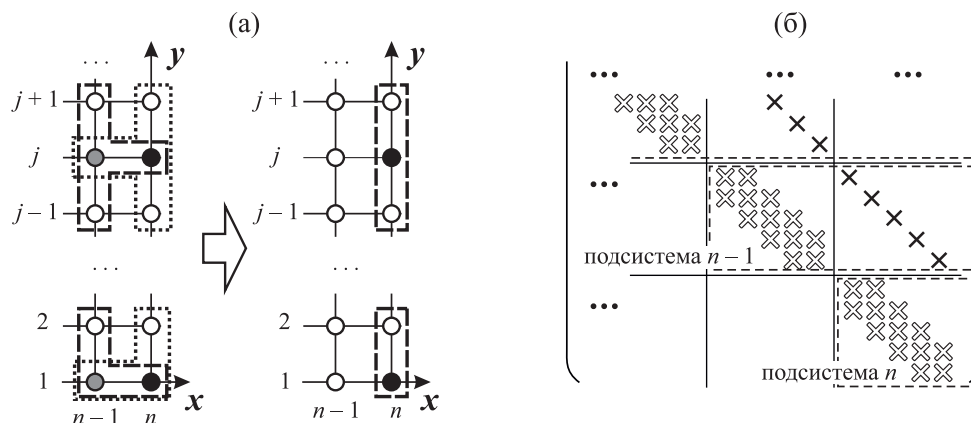 (а)
(б)
y
y
...
...
j + 1
j + 1
j
j
j – 1
j – 1
...
...
2
2
1
1
x
x
n – 1
n
n – 1
n
...
...
...
...
подсистема n – 1
...
подсистема n